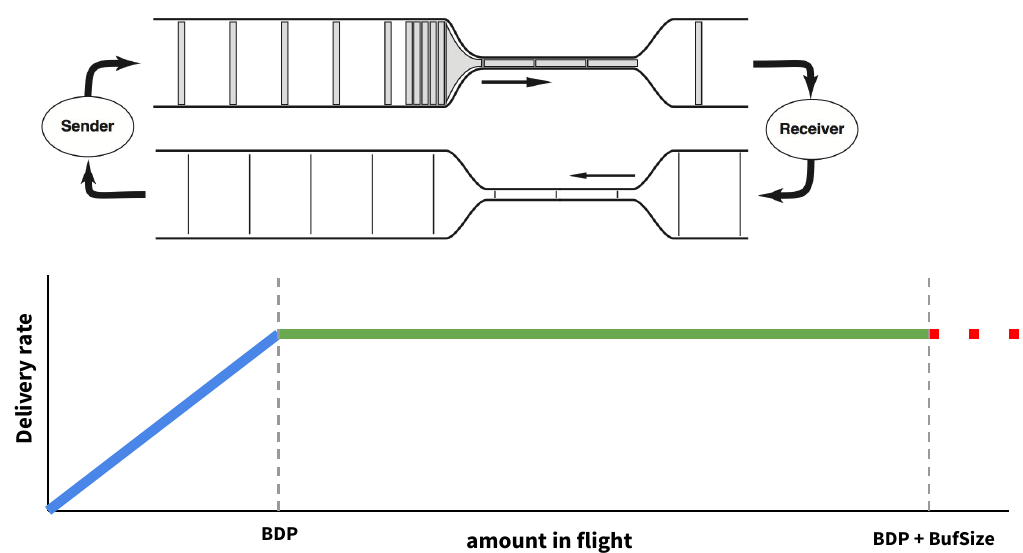 Sender
Receiver
Delivery rate
BDP
amount in flight
BDP + BufSize